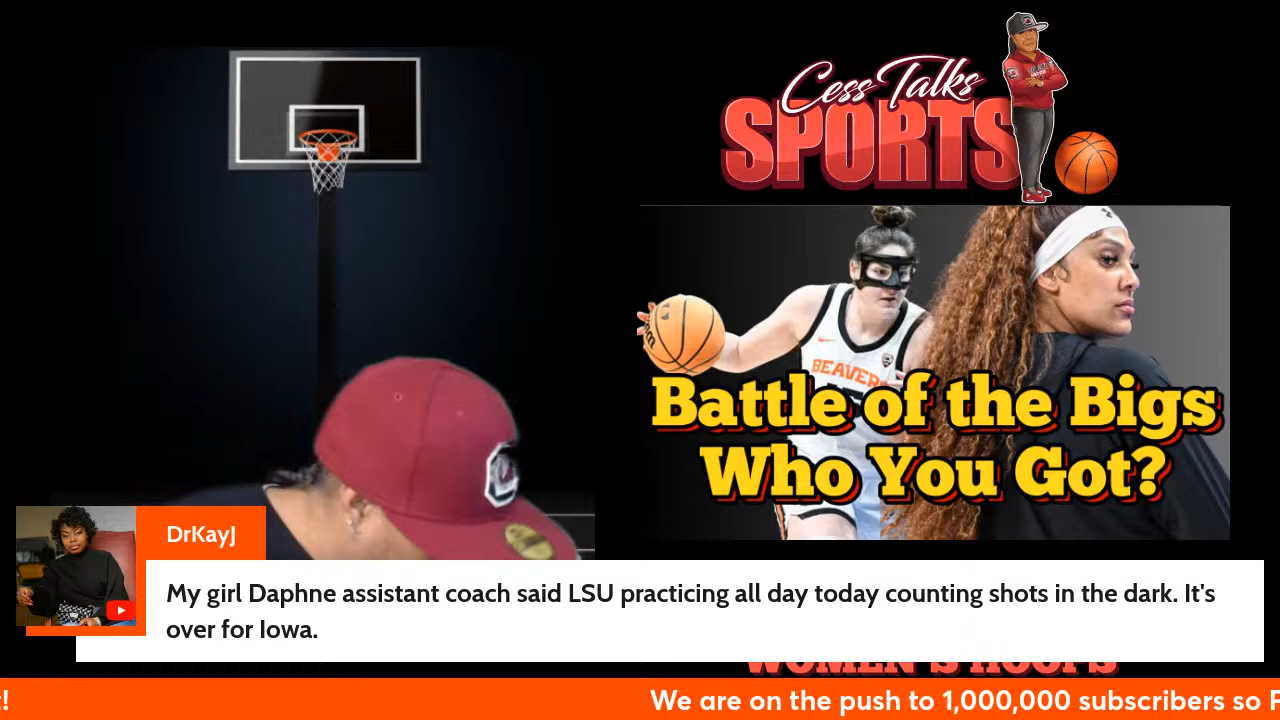 Cess Talks
SPORTS
BEAVERS
Battle of the Bigs
Who You Got?
DrKayJ
My girl Daphne assistant coach said LSU practicing all day today counting shots in the dark. It's
over for Iowa.
WOMEN'S HOOPS
We are on the push to 1,000,000 subscribers so